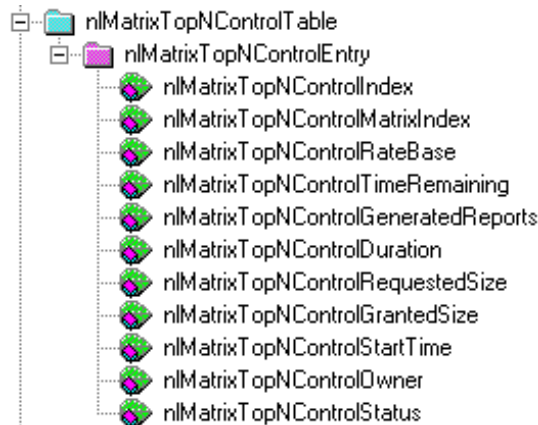 nlMatrixTopNControlTable
nlMatrixTopNControlEntry
nlMatrixTopNControlIndex
nlMatrixTopNControlMatrixIndex
nlMatrixTopNControlRateBase
nlMatrixTopNControlTimeRemaining
nlMatrixTopNControlGeneratedReports
nlMatrixTopNControlDuration
nlMatrixTopNControlRequestedSize
nlMatrixTopNControlGrantedSize
nlMatrixTopNControlStartTime
nlMatrixTopNControlOwner
nlMatrixTopNControlStatus